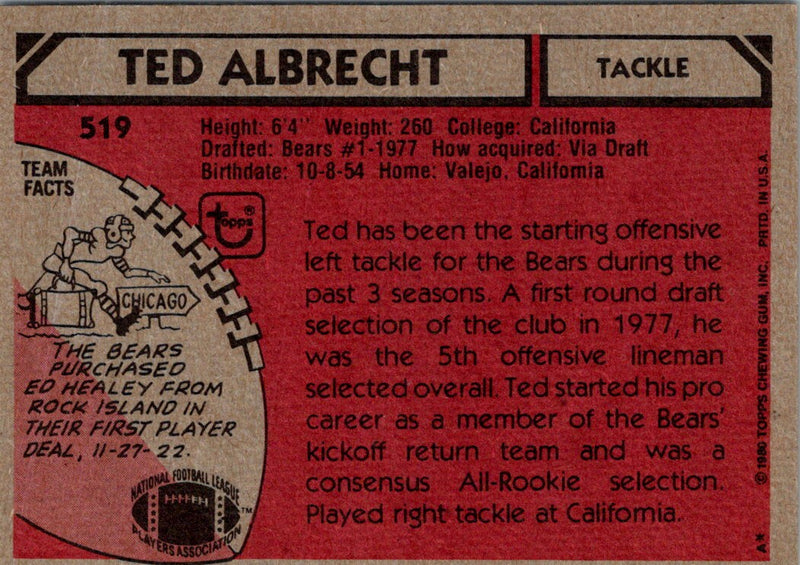 TED ALBRECHT
TACKLE
519
Height: 6'4" Weight: 260 College: California
Drafted: Bears #1-1977 How acquired: Via Draft
Birthdate: 10-8-54 Home: Valejo, California
TEAM
FACTS
topps®
CHICAGO
THE BEARS
PURCHASED
ED HEALEY FROM
ROCK ISLAND IN
THEIR FIRST PLAYER
DEAL, 11-27-22.
NATIONAL FOOTBALL LEAGUE
PLAYERS ASSOCIATION
TM
Ted has been the starting offensive
left tackle for the Bears during the
past 3 seasons. A first round draft
selection of the club in 1977, he
was the 5th offensive lineman
selected overall. Ted started his pro
career as a member of the Bears'
kickoff return team and was a
consensus All-Rookie selection.
Played right tackle at California.
A* © 1980 TOPPS CHEWING GUM, INC. PRTD. IN U.S.A.